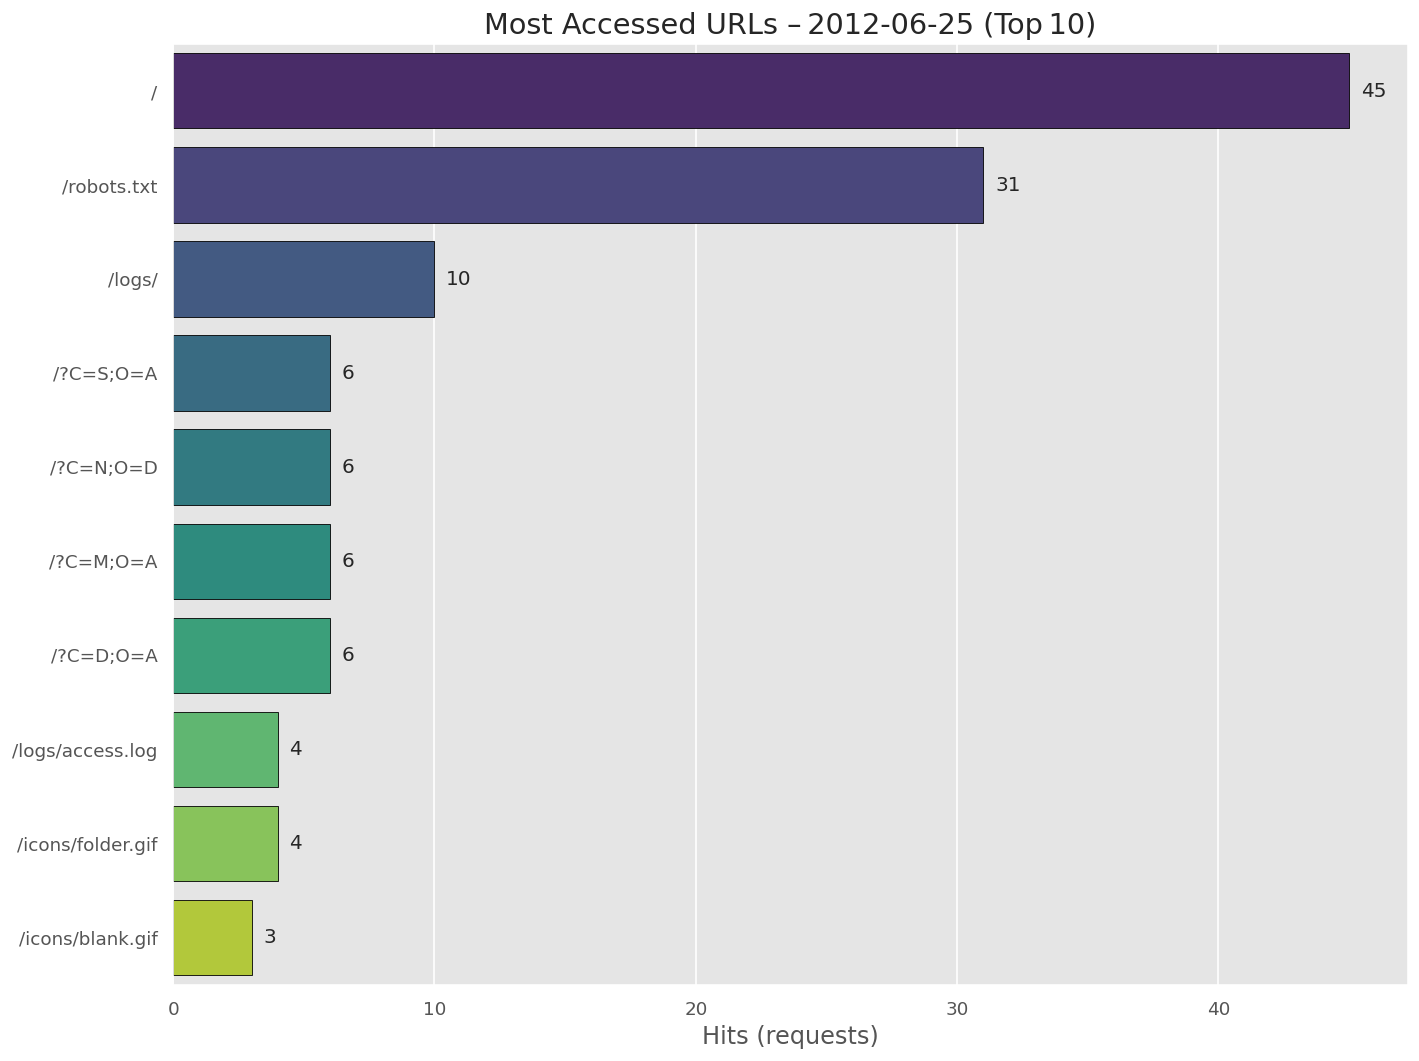 Most Accessed URLs – 2012-06-25 (Top 10)
/ 45
/robots.txt 31
/logs/ 10
/?C=S;O=A 6
/?C=N;O=D 6
/?C=M;O=A 6
/?C=D;O=A 6
/logs/access.log 4
/icons/folder.gif 4
/icons/blank.gif 3
0 10 20 30 40
Hits (requests)